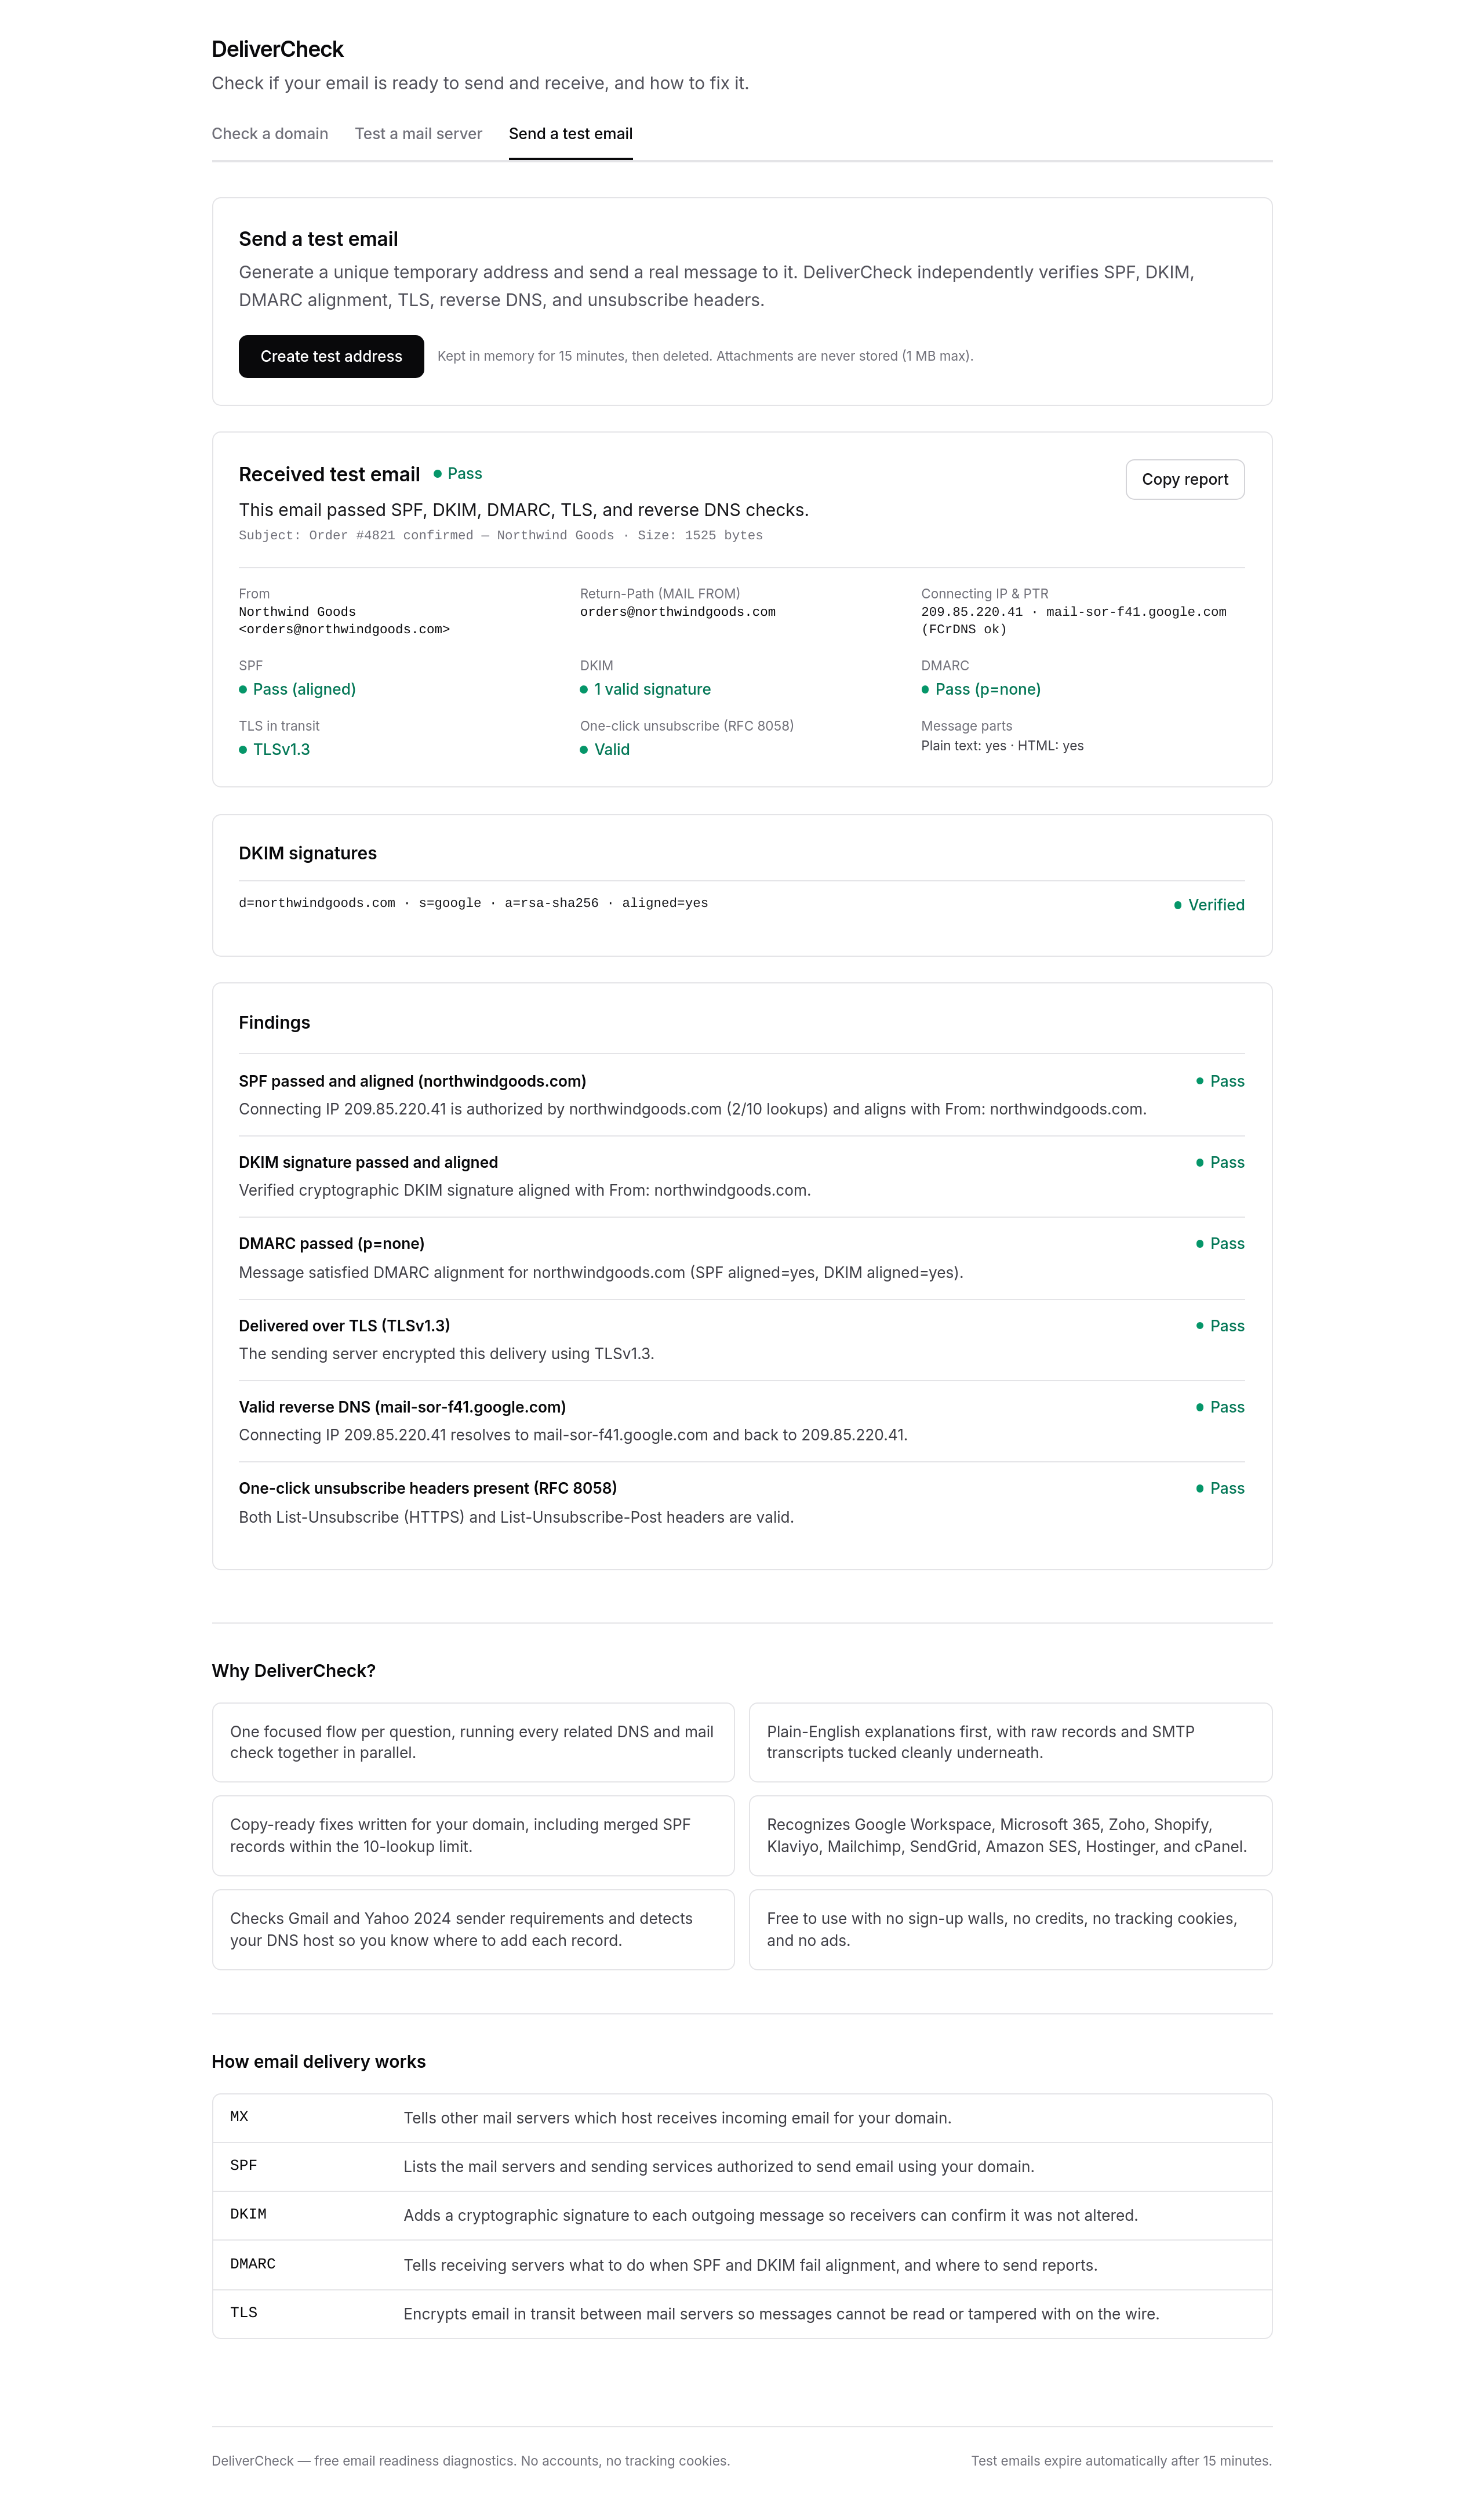 DeliverCheck
Check if your email is ready to send and receive, and how to fix it.
Check a domain
Test a mail server
Send a test email
Send a test email
Generate a unique temporary address and send a real message to it. DeliverCheck independently verifies SPF, DKIM,
DMARC alignment, TLS, reverse DNS, and unsubscribe headers.
Create test address
Kept in memory for 15 minutes, then deleted. Attachments are never stored (1 MB max).
Received test email
Pass
Copy report
This email passed SPF, DKIM, DMARC, TLS, and reverse DNS checks.
Subject: Order #4821 confirmed — Northwind Goods · Size: 1525 bytes
From
Northwind Goods
<orders@northwindgoods.com>
Return-Path (MAIL FROM)
orders@northwindgoods.com
Connecting IP & PTR
209.85.220.41 · mail-sor-f41.google.com
(FCrDNS ok)
SPF
Pass (aligned)
DKIM
1 valid signature
DMARC
Pass (p=none)
TLS in transit
TLSv1.3
One-click unsubscribe (RFC 8058)
Valid
Message parts
Plain text: yes · HTML: yes
DKIM signatures
d=northwindgoods.com · s=google · a=rsa-sha256 · aligned=yes
Verified
Findings
SPF passed and aligned (northwindgoods.com)
Pass
Connecting IP 209.85.220.41 is authorized by northwindgoods.com (2/10 lookups) and aligns with From: northwindgoods.com.
DKIM signature passed and aligned
Pass
Verified cryptographic DKIM signature aligned with From: northwindgoods.com.
DMARC passed (p=none)
Pass
Message satisfied DMARC alignment for northwindgoods.com (SPF aligned=yes, DKIM aligned=yes).
Delivered over TLS (TLSv1.3)
Pass
The sending server encrypted this delivery using TLSv1.3.
Valid reverse DNS (mail-sor-f41.google.com)
Pass
Connecting IP 209.85.220.41 resolves to mail-sor-f41.google.com and back to 209.85.220.41.
One-click unsubscribe headers present (RFC 8058)
Pass
Both List-Unsubscribe (HTTPS) and List-Unsubscribe-Post headers are valid.
Why DeliverCheck?
One focused flow per question, running every related DNS and mail
check together in parallel.
Plain-English explanations first, with raw records and SMTP
transcripts tucked cleanly underneath.
Copy-ready fixes written for your domain, including merged SPF
records within the 10-lookup limit.
Recognizes Google Workspace, Microsoft 365, Zoho, Shopify,
Klaviyo, Mailchimp, SendGrid, Amazon SES, Hostinger, and cPanel.
Checks Gmail and Yahoo 2024 sender requirements and detects
your DNS host so you know where to add each record.
Free to use with no sign-up walls, no credits, no tracking cookies,
and no ads.
How email delivery works
MX
Tells other mail servers which host receives incoming email for your domain.
SPF
Lists the mail servers and sending services authorized to send email using your domain.
DKIM
Adds a cryptographic signature to each outgoing message so receivers can confirm it was not altered.
DMARC
Tells receiving servers what to do when SPF and DKIM fail alignment, and where to send reports.
TLS
Encrypts email in transit between mail servers so messages cannot be read or tampered with on the wire.
DeliverCheck — free email readiness diagnostics. No accounts, no tracking cookies.
Test emails expire automatically after 15 minutes.